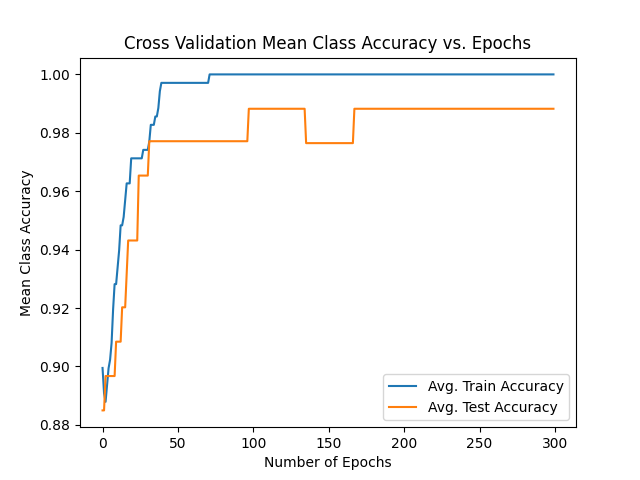 Cross Validation Mean Class Accuracy vs. Epochs
1.00
0.98
0.96
0.94
0.92
0.90
0.88
Mean Class Accuracy
Avg. Train Accuracy
Avg. Test Accuracy
0 50 100 150 200 250 300
Number of Epochs